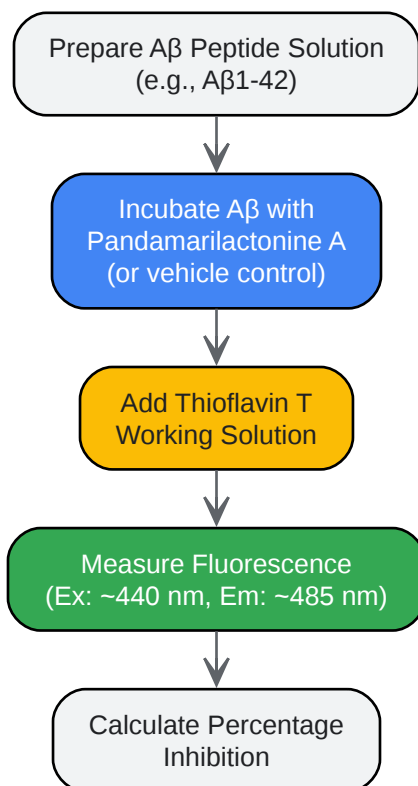 Prepare Aβ Peptide Solution
(e.g., Aβ1-42)
Incubate Aβ with
Pandamarilactonine A
(or vehicle control)
Add Thioflavin T
Working Solution
Measure Fluorescence
(Ex: ~440 nm, Em: ~485 nm)
Calculate Percentage
Inhibition